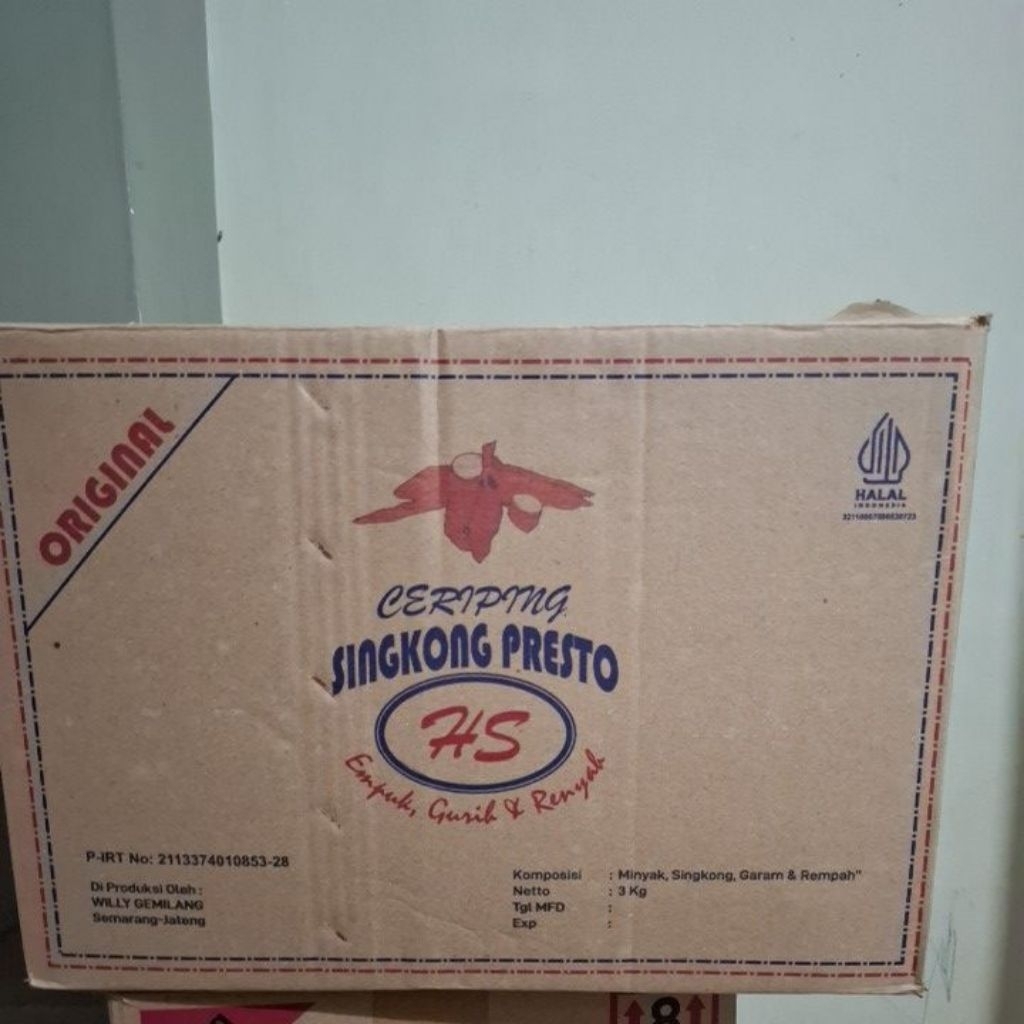 ORIGINAL
HALAL
INDONESIA
CERIPING
SINGKONG PRESTO
HS
Empuk, Gurih & Renyah
P-IRT No: 2113374010853-28
Di Produksi Oleh :
WILLY GEMILANG
Semarang-Jateng
Komposisi : Minyak, Singkong, Garam & Rempah"
Netto : 3 Kg
Tgl MFD :
Exp :
8